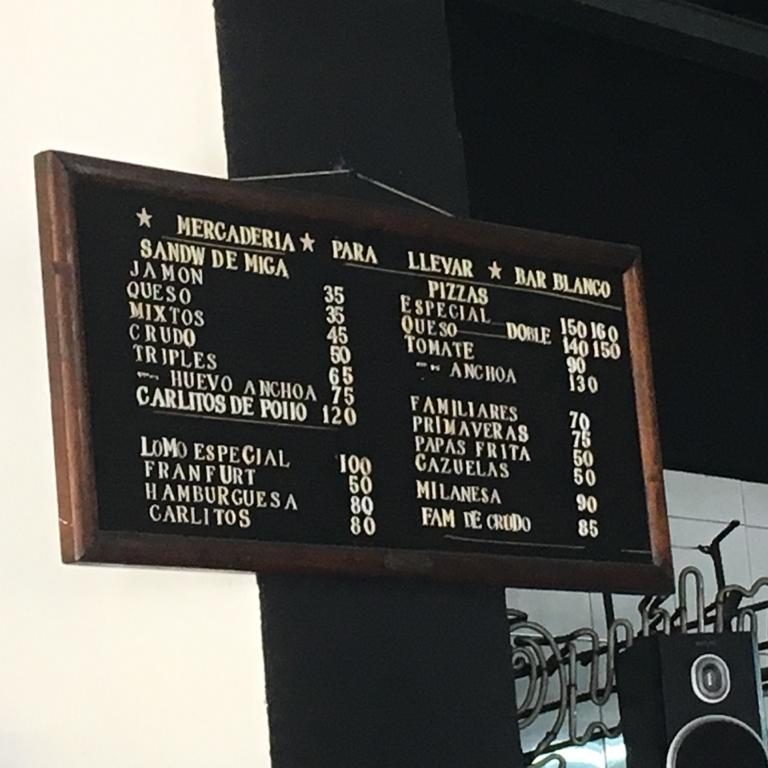 ★ MERCADERIA ★ PARA LLEVAR ★ BAR BLANCO
SANDW DE MIGA
JAMON 35
QUESO 35
MIXTOS 45
CRUDO 50
TRIPLES 65
-- HUEVO ANCHOA 75
CARLITOS DE POLLO 120
LOMO ESPECIAL 100
FRANFURT 50
HAMBURGUESA 80
CARLITOS 80
PIZZAS
ESPECIAL 150 160
QUESO DOBLE 140 150
TOMATE 90
-- ANCHOA 130
FAMILIARES 70
PRIMAVERAS 75
PAPAS FRITA 50
CAZUELAS 50
MILANESA 90
FAM DE CRUDO 85